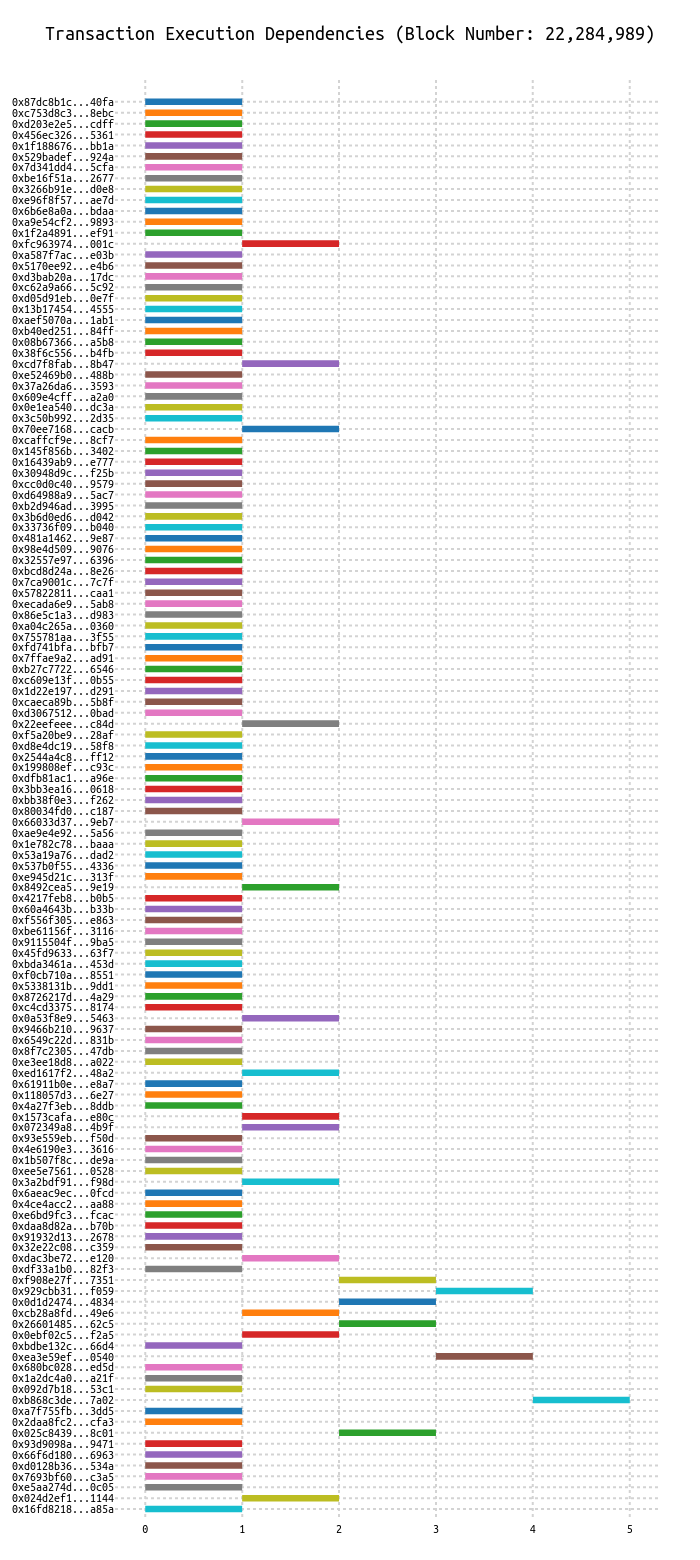 Transaction Execution Dependencies (Block Number: 22,284,989)
0x87dc8b1c...40fa
0xc753d8c3...8ebc
0xd203e2e5...cdff
0x456ec326...5361
0x1f188676...bb1a
0x529badef...924a
0x7d341dd4...5cfa
0xbe16f51a...2677
0x3266b91e...d0e8
0xe96f8f57...ae7d
0x6b6e8a0a...bdaa
0xa9e54cf2...9893
0x1f2a4891...ef91
0xfc963974...001c
0xa587f7ac...e03b
0x5170ee92...e4b6
0xd3bab20a...17dc
0xc62a9a66...5c92
0xd05d91eb...0e7f
0x13b17454...4555
0xaef5070a...1ab1
0xb40ed251...84ff
0x08b67366...a5b8
0x38f6c556...b4fb
0xcd7f8fab...8b47
0xe52469b0...488b
0x37a26da6...3593
0x609e4cff...a2a0
0x0e1ea540...dc3a
0x3c50b992...2d35
0x70ee7168...cacb
0xcaffcf9e...8cf7
0x145f856b...3402
0x16439ab9...e777
0x30948d9c...f25b
0xcc0d0c40...9579
0xd64988a9...5ac7
0xb2d946ad...3995
0x3b6d0ed6...d042
0x33736f09...b040
0x481a1462...9e87
0x98e4d509...9076
0x32557e97...6396
0xbcd8d24a...8e26
0x7ca9001c...7c7f
0x57822811...caa1
0xecada6e9...5ab8
0x86e5c1a3...d983
0xa04c265a...0360
0x755781aa...3f55
0xfd741bfa...bfb7
0x7ffae9a2...ad91
0xb27c7722...6546
0xc609e13f...0b55
0x1d22e197...d291
0xcaeca89b...5b8f
0xd3067512...0bad
0x22eefeee...c84d
0xf5a20be9...28af
0xd8e4dc19...58f8
0x2544a4c8...ff12
0x199808ef...c93c
0xdfb81ac1...a96e
0x3bb3ea16...0618
0xbb38f0e3...f262
0x80034fd0...c187
0x66033d37...9eb7
0xae9e4e92...5a56
0x1e782c78...baaa
0x53a19a76...dad2
0x537b0f55...4336
0xe945d21c...313f
0x8492cea5...9e19
0x4217feb8...b0b5
0x60a4643b...b33b
0xf556f305...e863
0xbe61156f...3116
0x9115504f...9ba5
0x45fd9633...63f7
0xbda3461a...453d
0xf0cb710a...8551
0x5338131b...9dd1
0x8726217d...4a29
0xc4cd3375...8174
0x0a53f8e9...5463
0x9466b210...9637
0x6549c22d...831b
0x8f7c2305...47db
0xe3ee18d8...a022
0xed1617f2...48a2
0x61911b0e...e8a7
0x118057d3...6e27
0x4a27f3eb...8ddb
0x1573cafa...e80c
0x072349a8...4b9f
0x93e559eb...f50d
0x4e6190e3...3616
0x1b507f8c...de9a
0xee5e7561...0528
0x3a2bdf91...f98d
0x6aeac9ec...0fcd
0x4ce4acc2...aa88
0xe6bd9fc3...fcac
0xdaa8d82a...b70b
0x91932d13...2678
0x32e22c08...c359
0xdac3be72...e120
0xdf33a1b0...82f3
0xf908e27f...7351
0x929cbb31...f059
0x0d1d2474...4834
0xcb28a8fd...49e6
0x26601485...62c5
0x0ebf02c5...f2a5
0xbdbe132c...66d4
0xea3e59ef...0540
0x680bc028...ed5d
0x1a2dc4a0...a21f
0x092d7b18...53c1
0xb868c3de...7a02
0xa7f755fb...3dd5
0x2daa8fc2...cfa3
0x025c8439...8c01
0x93d9098a...9471
0x66f6d180...6963
0xd0128b36...534a
0x7693bf60...c3a5
0xe5aa274d...0c05
0x024d2ef1...1144
0x16fd8218...a85a
0 1 2 3 4 5